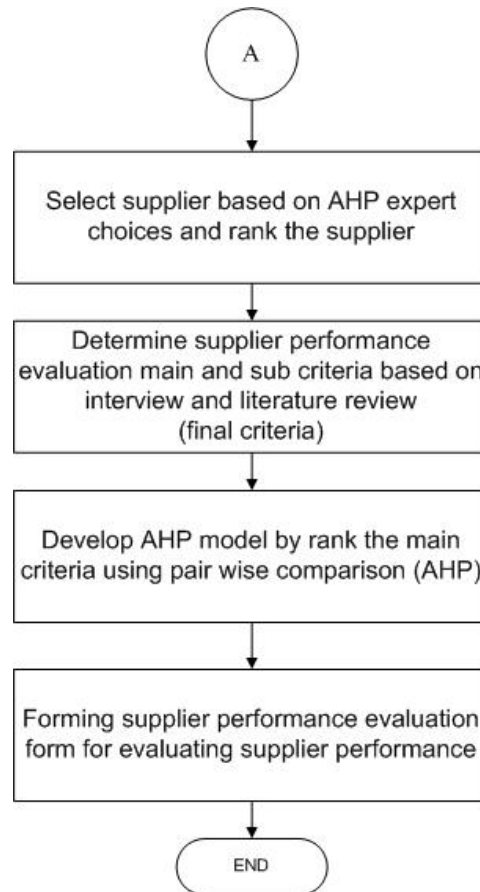 A
Select supplier based on AHP expert
choices and rank the supplier
Determine supplier performance
evaluation main and sub criteria based on
interview and literature review
(final criteria)
Develop AHP model by rank the main
criteria using pair wise comparison (AHP)
Forming supplier performance evaluation
form for evaluating supplier performance
END